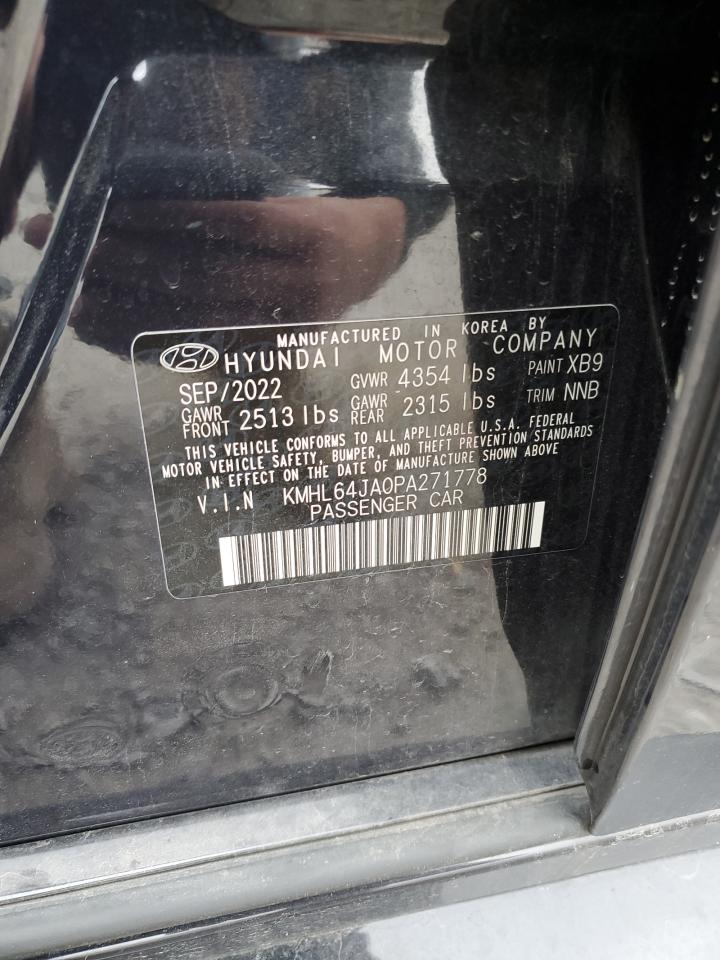 MANUFACTURED IN KOREA BY
HYUNDAI MOTOR COMPANY
SEP/2022 GVWR 4354 lbs PAINT XB9
GAWR FRONT 2513 lbs GAWR REAR 2315 lbs TRIM NNB
THIS VEHICLE CONFORMS TO ALL APPLICABLE U.S.A. FEDERAL
MOTOR VEHICLE SAFETY, BUMPER, AND THEFT PREVENTION STANDARDS
IN EFFECT ON THE DATE OF MANUFACTURE SHOWN ABOVE
V.I.N KMHL64JA0PA271778
PASSENGER CAR